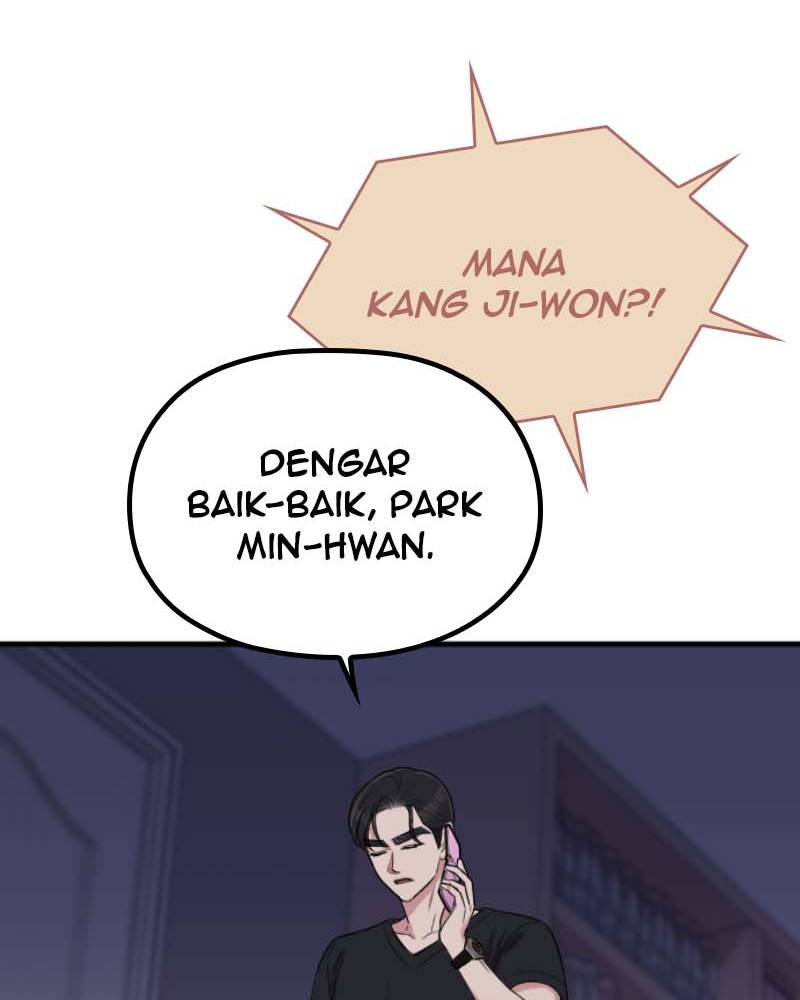 MANA
KANG JI-WON?!
DENGAR
BAIK-BAIK, PARK
MIN-HWAN.